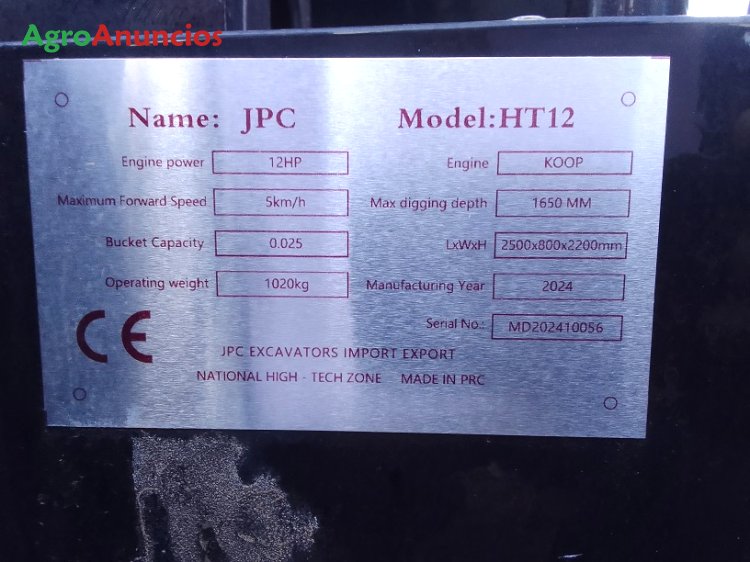 AgroAnuncios
Name: JPC Model:HT12
Engine power 12HP Engine KOOP
Maximum Forward Speed 5km/h Max digging depth 1650 MM
Bucket Capacity 0.025 LxWxH 2500x800x2200mm
Operating weight 1020kg Manufacturing Year 2024
Serial No.: MD202410056
CE
JPC EXCAVATORS IMPORT EXPORT
NATIONAL HIGH - TECH ZONE MADE IN PRC